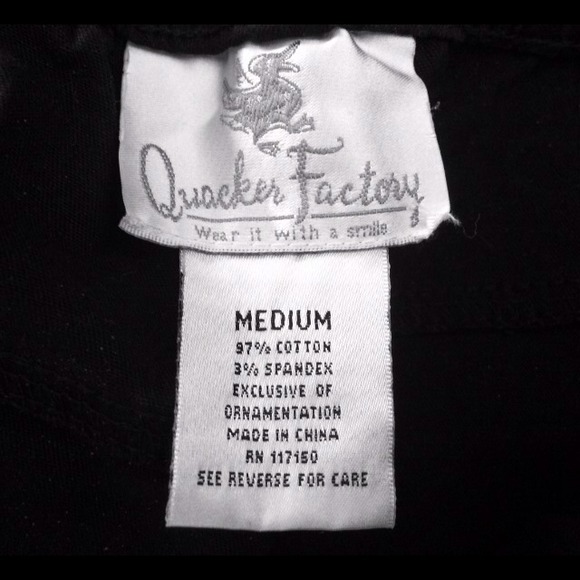 Quacker Factory
Wear it with a smile
MEDIUM
97% COTTON
3% SPANDEX
EXCLUSIVE OF
ORNAMENTATION
MADE IN CHINA
RN 117150
SEE REVERSE FOR CARE